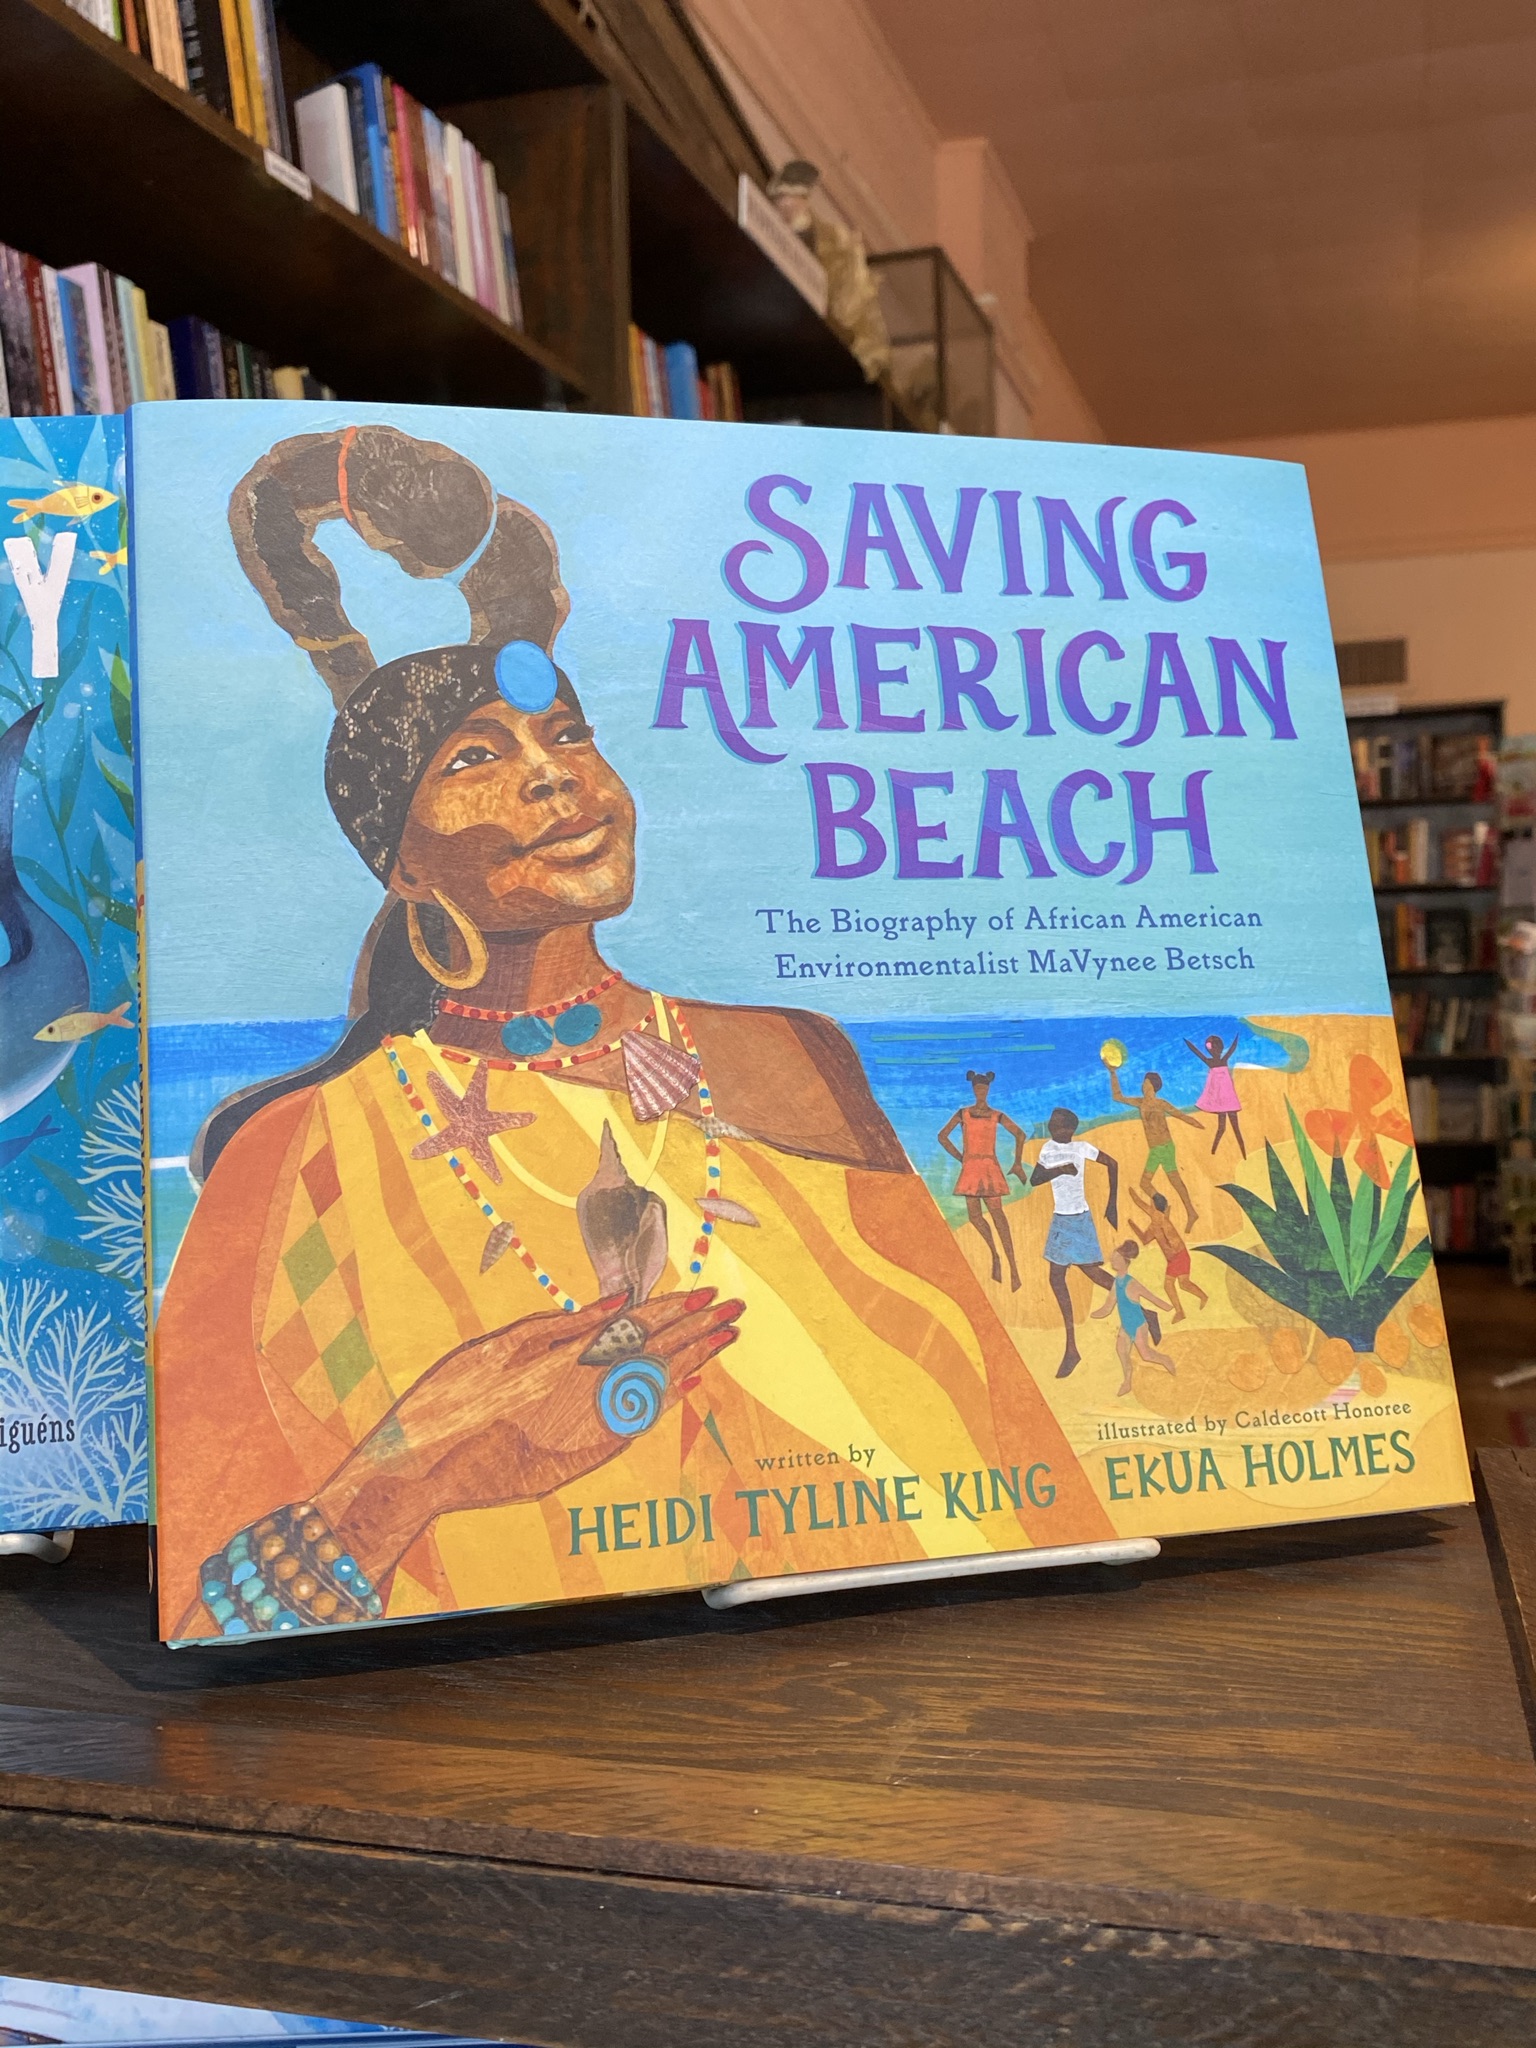 Y
iguéns
SAVING
AMERICAN
BEACH
The Biography of African American
Environmentalist MaVynee Betsch
written by
HEIDI TYLINE KING
illustrated by Caldecott Honoree
EKUA HOLMES